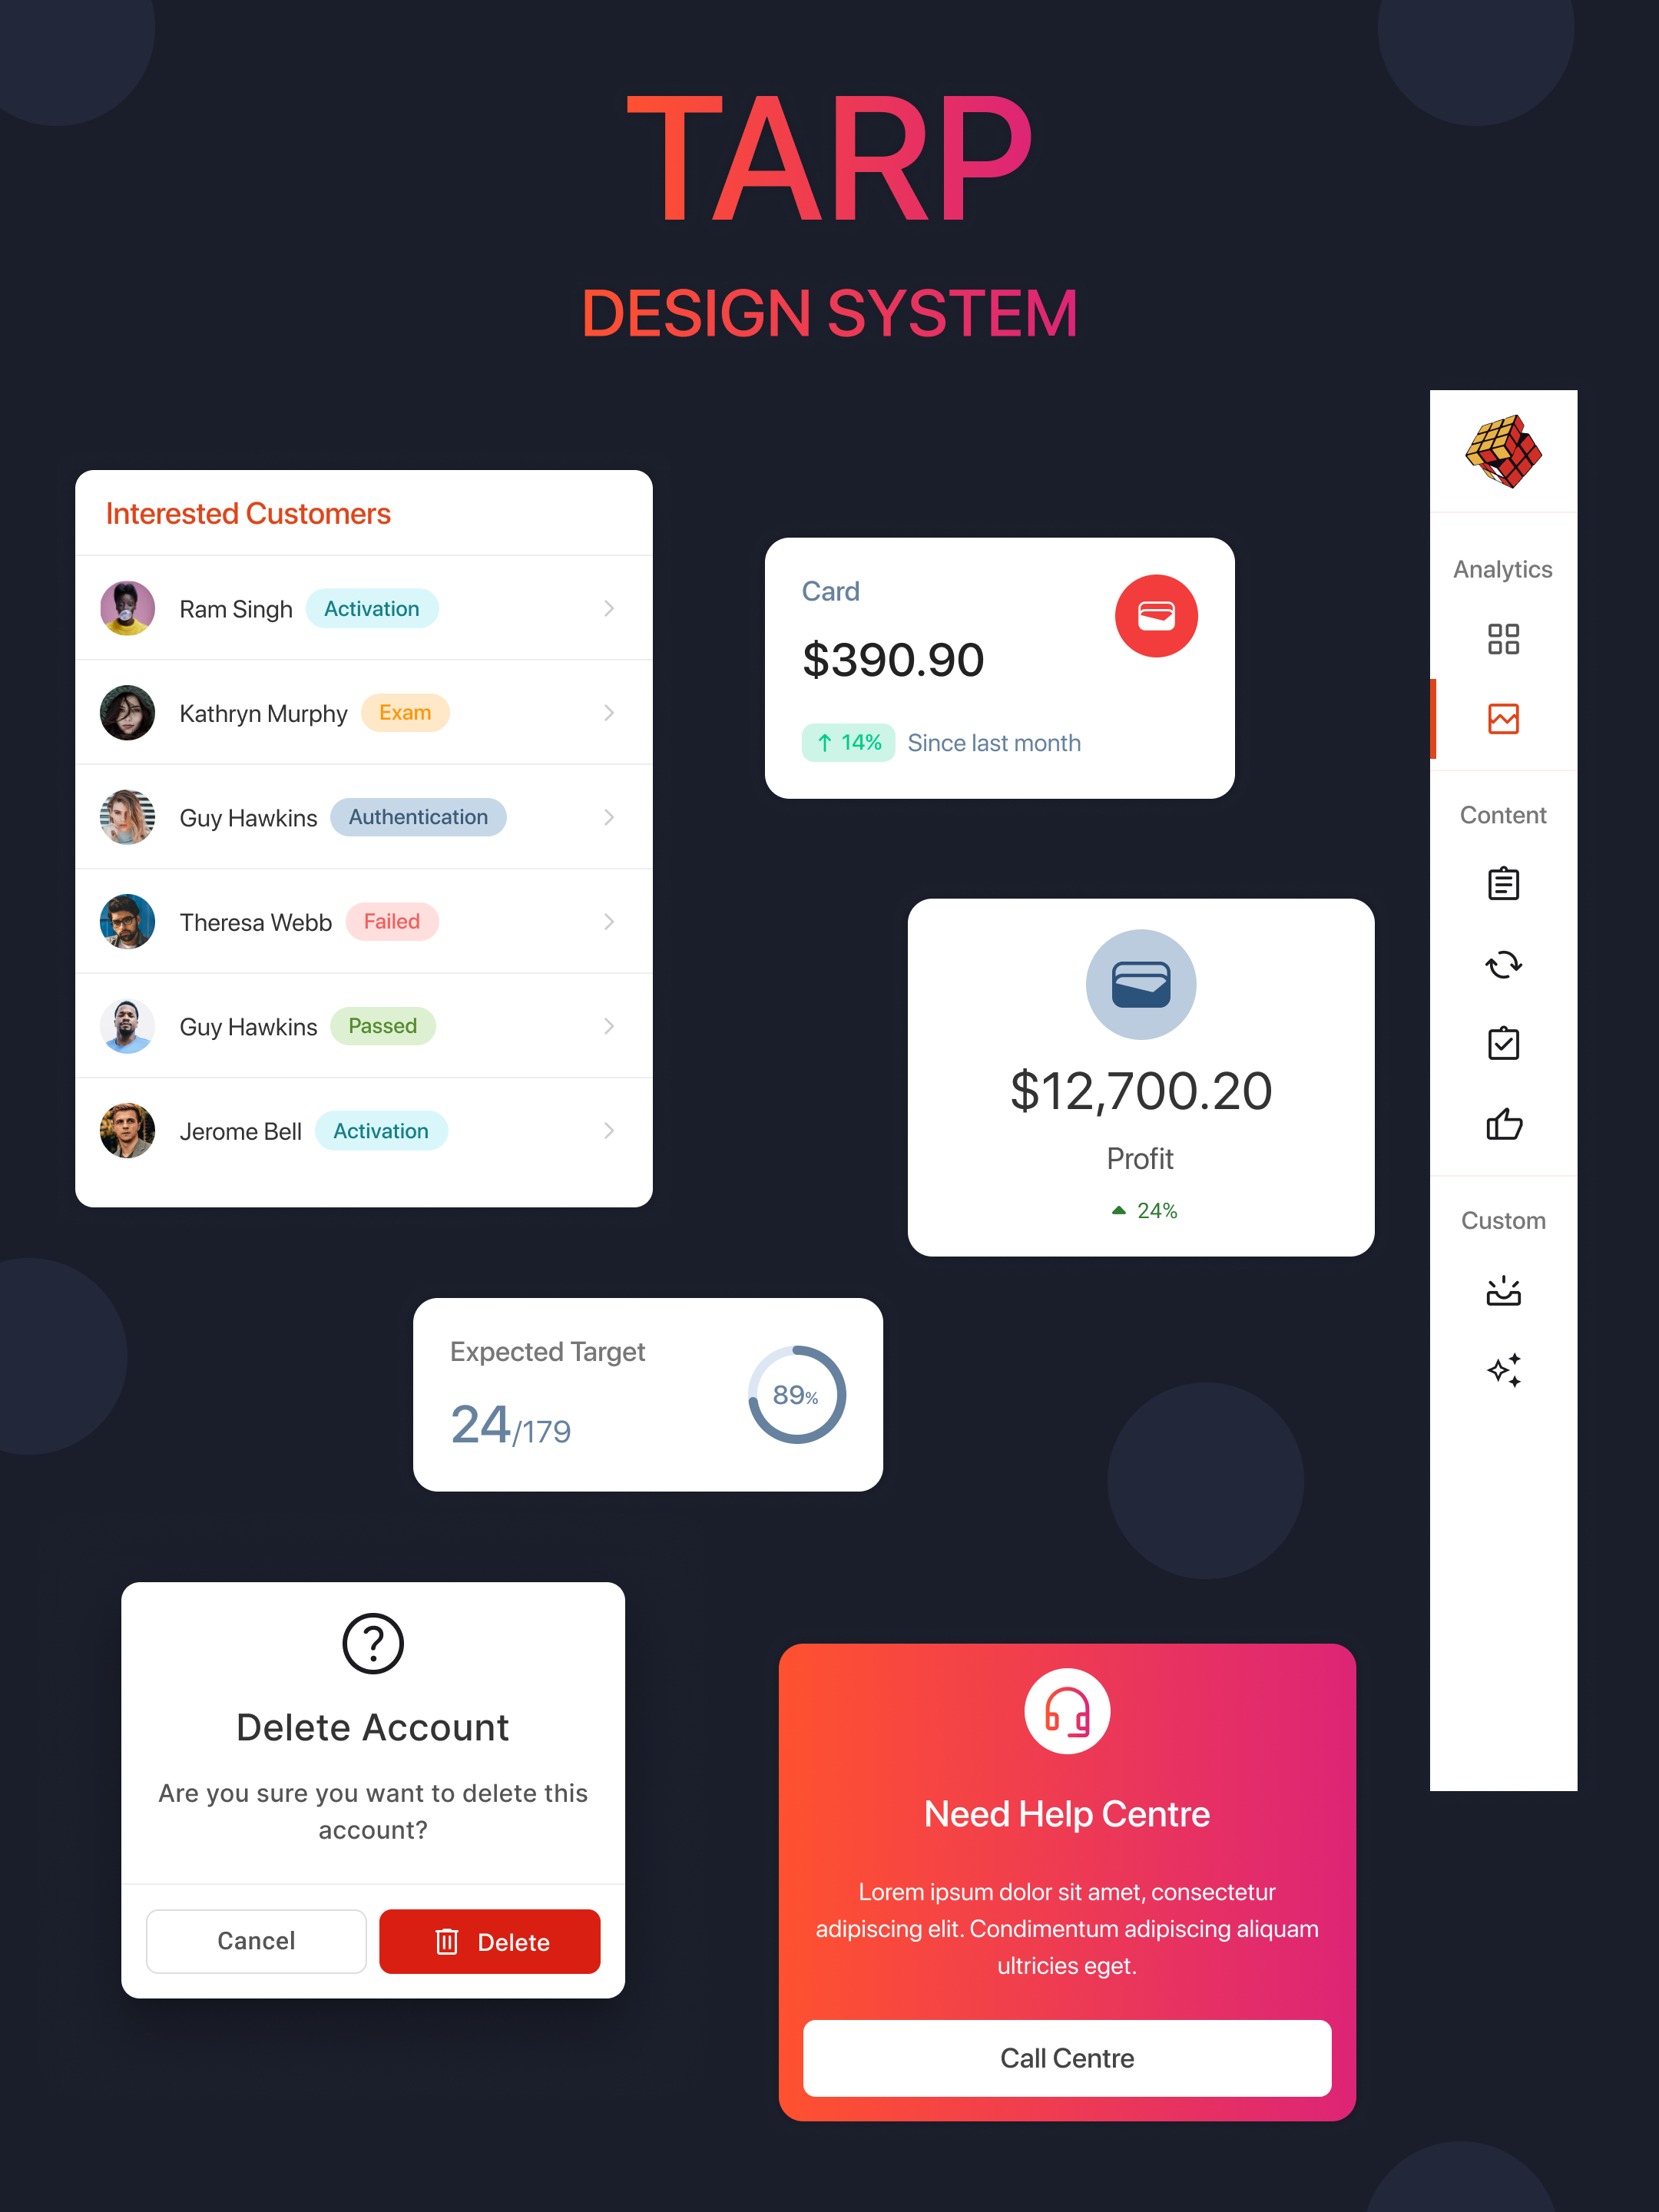 TARP
DESIGN SYSTEM
Interested Customers
Ram Singh Activation
Kathryn Murphy Exam
Guy Hawkins Authentication
Theresa Webb Failed
Guy Hawkins Passed
Jerome Bell Activation
Card
$390.90
14% Since last month
$12,700.20
Profit
24%
Analytics
Content
Custom
Expected Target
24/179
89%
Delete Account
Are you sure you want to delete this
account?
Cancel
Delete
Need Help Centre
Lorem ipsum dolor sit amet, consectetur
adipiscing elit. Condimentum adipiscing aliquam
ultricies eget.
Call Centre